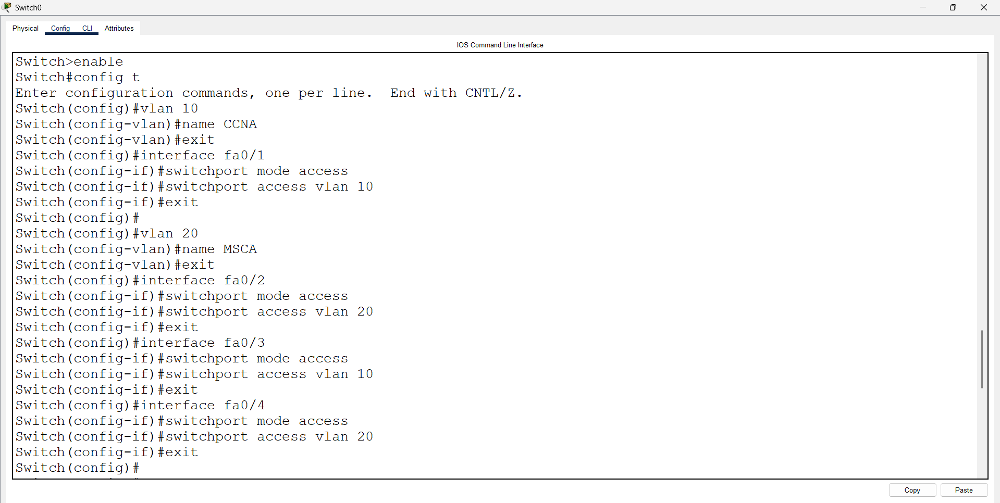 Switch0
Physical Config CLI Attributes
IOS Command Line Interface
Switch>enable
Switch#config t
Enter configuration commands, one per line.  End with CNTL/Z.
Switch(config)#vlan 10
Switch(config-vlan)#name CCNA
Switch(config-vlan)#exit
Switch(config)#interface fa0/1
Switch(config-if)#switchport mode access
Switch(config-if)#switchport access vlan 10
Switch(config-if)#exit
Switch(config)#
Switch(config)#vlan 20
Switch(config-vlan)#name MSCA
Switch(config-vlan)#exit
Switch(config)#interface fa0/2
Switch(config-if)#switchport mode access
Switch(config-if)#switchport access vlan 20
Switch(config-if)#exit
Switch(config)#interface fa0/3
Switch(config-if)#switchport mode access
Switch(config-if)#switchport access vlan 10
Switch(config-if)#exit
Switch(config)#interface fa0/4
Switch(config-if)#switchport mode access
Switch(config-if)#switchport access vlan 20
Switch(config-if)#exit
Switch(config)#
Copy Paste